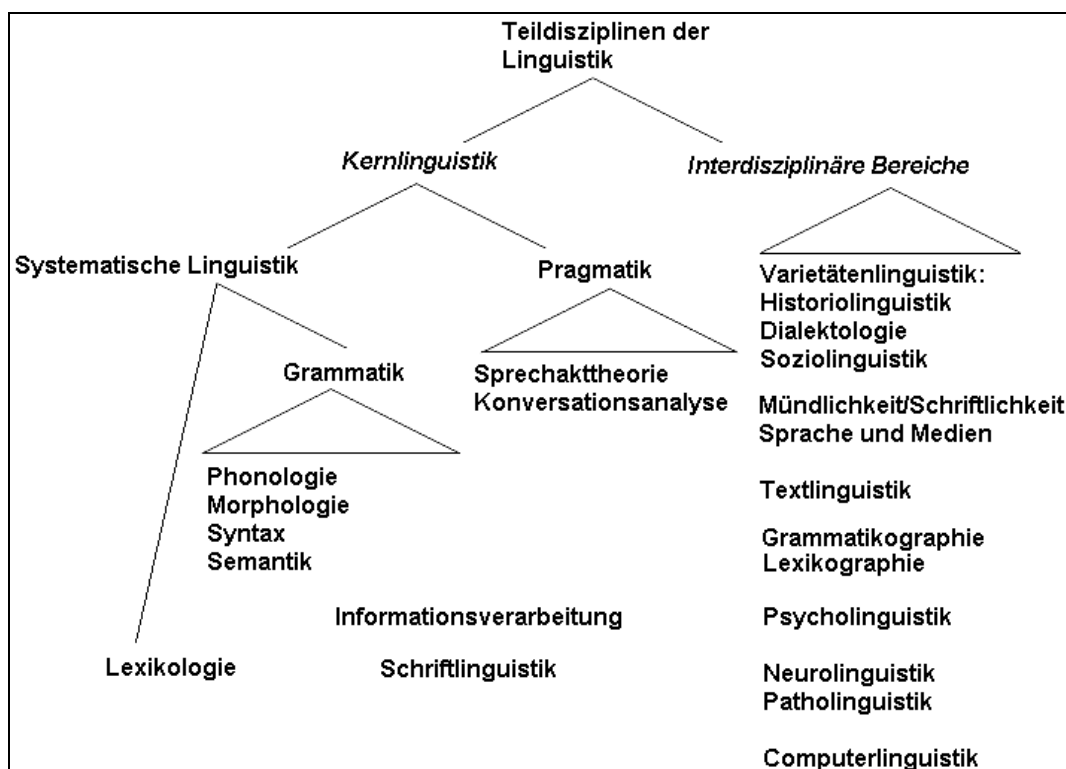 Teildisziplinen der
Linguistik
Kernlinguistik
Interdisziplinäre Bereiche
Systematische Linguistik
Pragmatik
Varietätenlinguistik:
Historiolinguistik
Dialektologie
Soziolinguistik
Grammatik
Sprechakttheorie
Konversationsanalyse
Mündlichkeit/Schriftlichkeit
Sprache und Medien
Phonologie
Morphologie
Syntax
Semantik
Textlinguistik
Grammatikographie
Lexikographie
Informationsverarbeitung
Psycholinguistik
Lexikologie
Schriftlinguistik
Neurolinguistik
Patholinguistik
Computerlinguistik